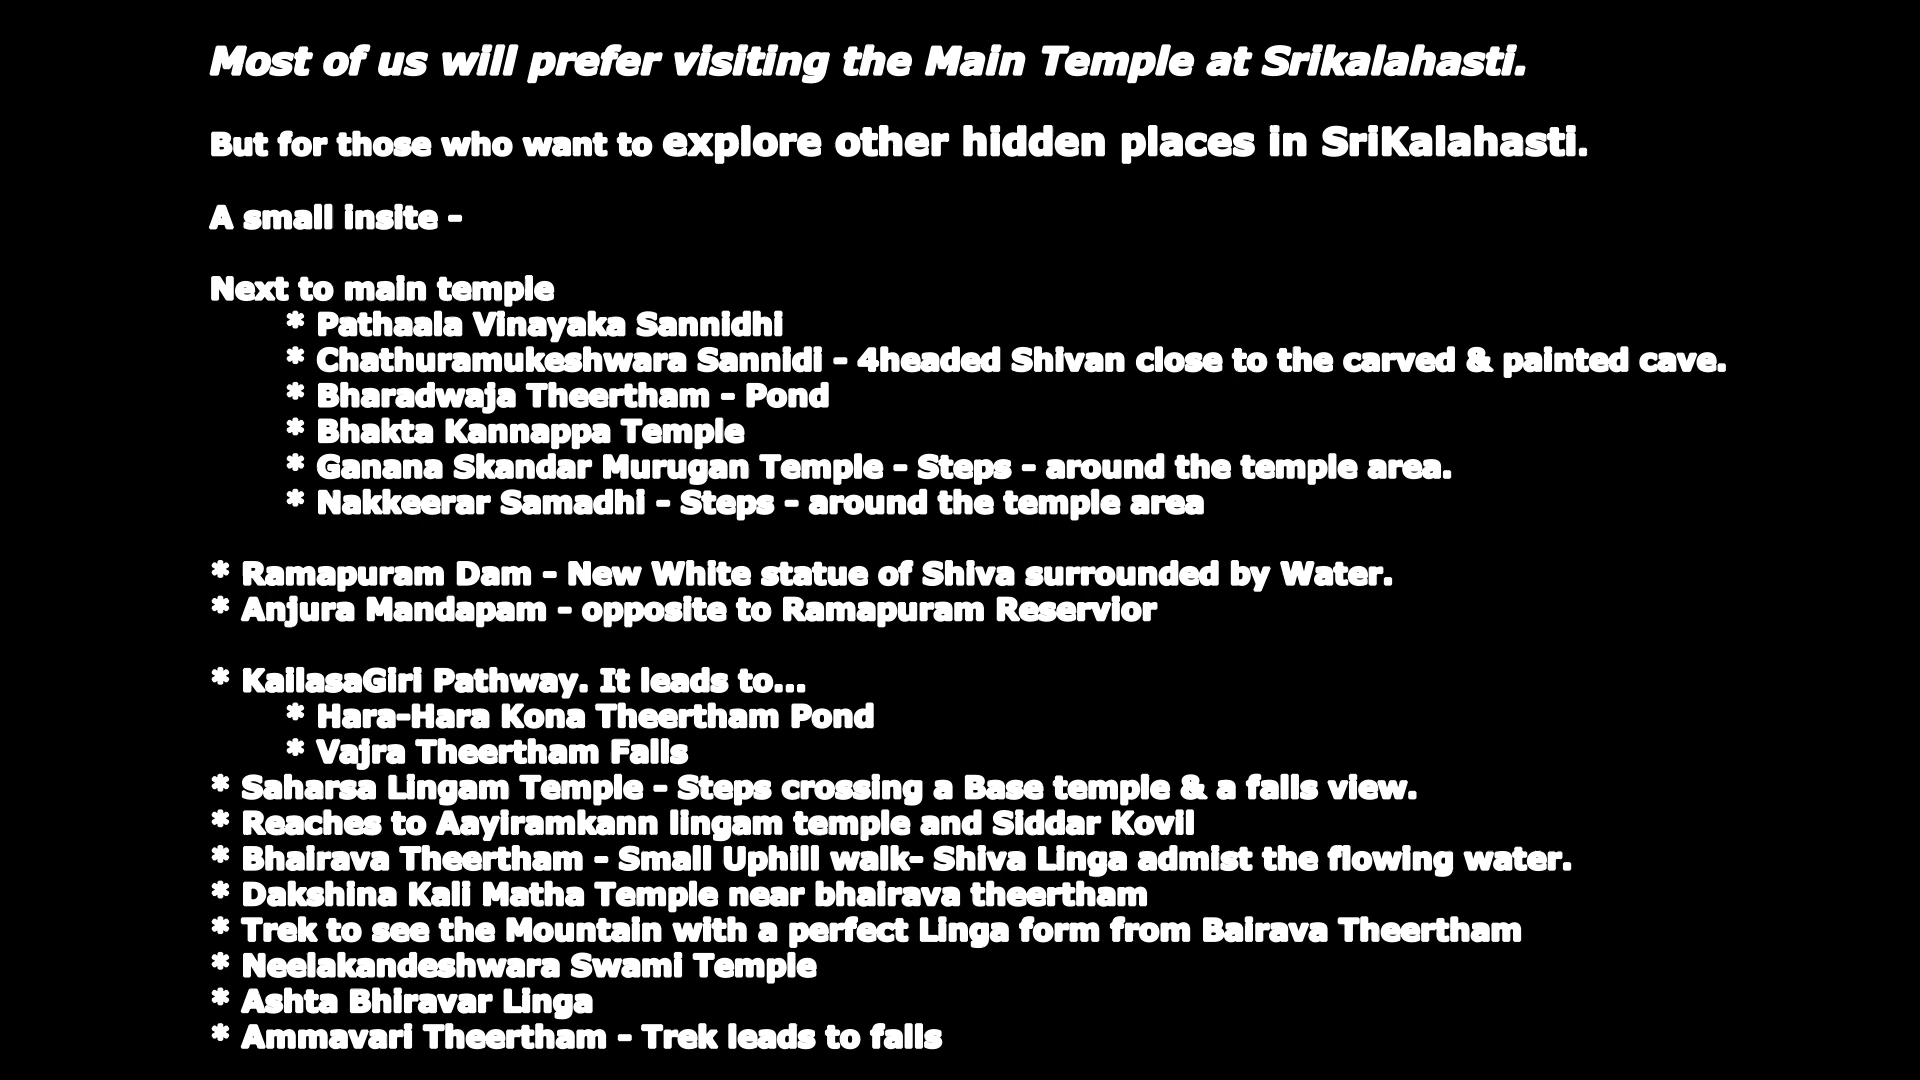 Most of us will prefer visiting the Main Temple at Srikalahasti.
But for those who want to explore other hidden places in SriKalahasti.
A small insite -
Next to main temple
* Pathaala Vinayaka Sannidhi
* Chathuramukeshwara Sannidi - 4headed Shivan close to the carved & painted cave.
* Bharadwaja Theertham - Pond
* Bhakta Kannappa Temple
* Ganana Skandar Murugan Temple - Steps - around the temple area.
* Nakkeerar Samadhi - Steps - around the temple area
* Ramapuram Dam - New White statue of Shiva surrounded by Water.
* Anjura Mandapam - opposite to Ramapuram Reservior
* KailasaGiri Pathway. It leads to...
* Hara-Hara Kona Theertham Pond
* Vajra Theertham Falls
* Saharsa Lingam Temple - Steps crossing a Base temple & a falls view.
* Reaches to Aayiramkann lingam temple and Siddar Kovil
* Bhairava Theertham - Small Uphill walk- Shiva Linga admist the flowing water.
* Dakshina Kali Matha Temple near bhairava theertham
* Trek to see the Mountain with a perfect Linga form from Bairava Theertham
* Neelakandeshwara Swami Temple
* Ashta Bhiravar Linga
* Ammavari Theertham - Trek leads to falls